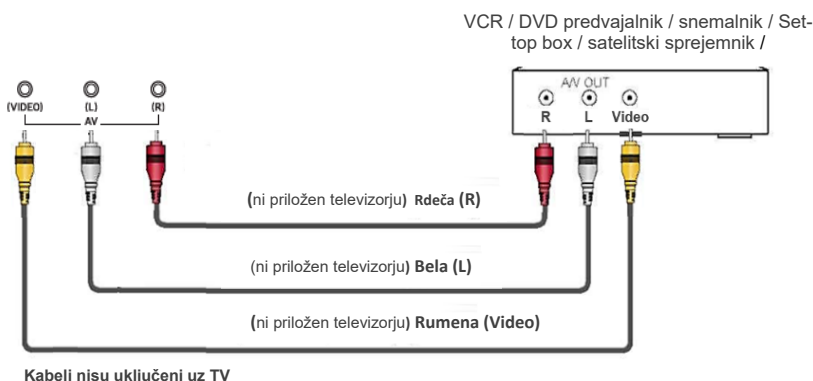 VCR / DVD predvajalnik / snemalnik / Set-
top box / satelitski sprejemnik /
A/V OUT
R L Video
(VIDEO) (L) (R)
AV
(ni priložen televizorju) Rdeča (R)
(ni priložen televizorju) Bela (L)
(ni priložen televizorju) Rumena (Video)
Kabeli nisu uključeni uz TV